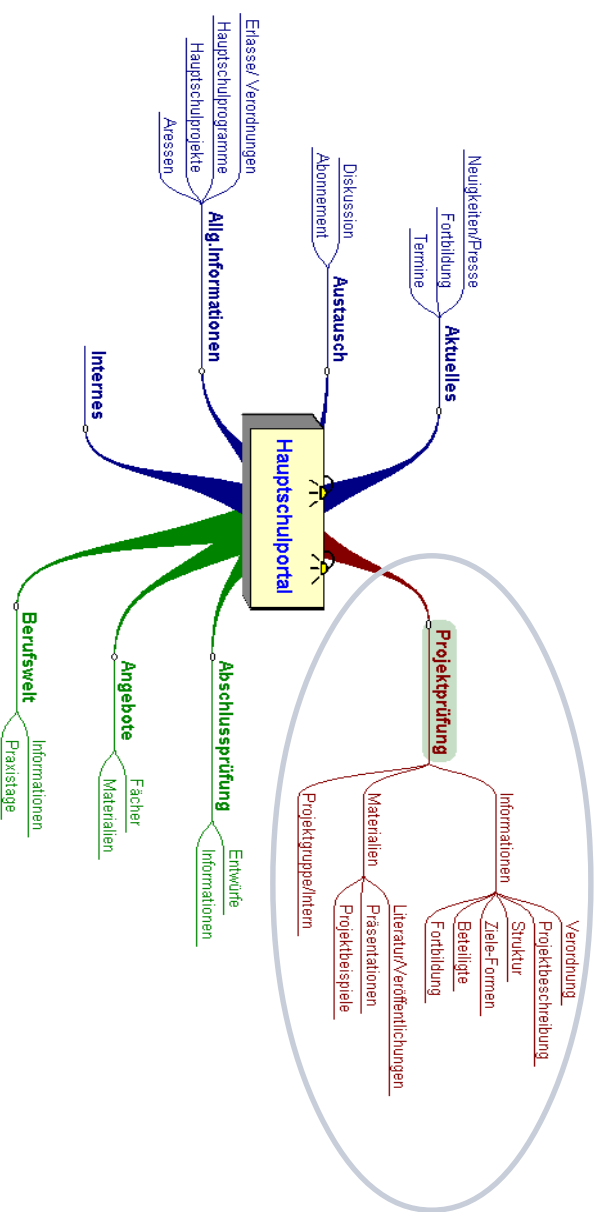 Hauptschulportal
Aktuelles
Neuigkeiten/Presse
Fortbildung
Termine
Austausch
Diskussion
Abonnement
Allg.Informationen
Erlasse/ Verordnungen
Hauptschulprogramme
Hauptschulprojekte
Aressen
Internes
Projektprüfung
Informationen
Verordnung
Projektbeschreibung
Struktur
Ziele-Formen
Beteiligte
Fortbildung
Materialien
Literatur/Veröffentlichungen
Präsentationen
Projektbeispiele
Projektgruppe/Intern
Abschlussprüfung
Entwürfe
Informationen
Angebote
Fächer
Materialien
Berufswelt
Informationen
Praxistage